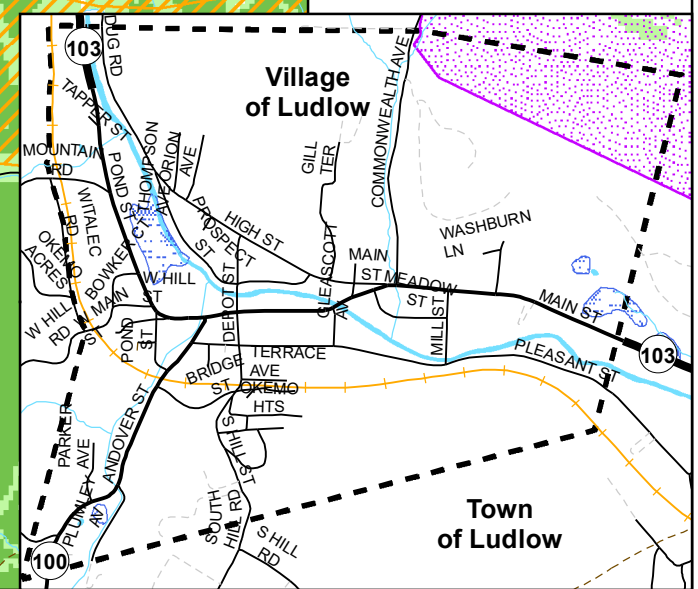 103
DUG RD
Village
of Ludlow
COMMONWEALTH AVE
TAPPER ST
MOUNTAIN
RD
POND ST
THOMPSON
AVE
ORION
AVE
GILL
TER
PROSPECT
ST
HIGH ST
WITALEC
RD
OKEMO
ACRES
BOWKER
W HILL
ST
MAIN
S
W HILL
RD
POND
ST
DEPOT ST
GLEASCOTT
AV
MAIN
ST
MEADOW
ST
WASHBURN
LN
MILL ST
MAIN ST
103
PLEASANT ST
BRIDGE
ST
TERRACE
AVE
OKEMO
HTS
ANDOVER ST
PARKER
AVE
PLUMLEY
AV
S HILL ST
SOUTH
HILL RD
S HILL
RD
Town
of Ludlow
100